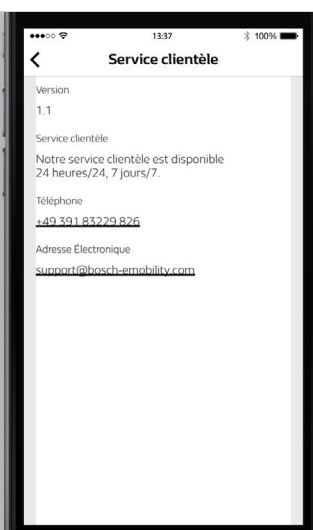 13:37
100%
Service clientèle
Version
1.1
Service clientèle
Notre service clientèle est disponible
24 heures/24, 7 jours/7.
Téléphone
+49 391 83229 826
Adresse Électronique
support@bosch-emobility.com